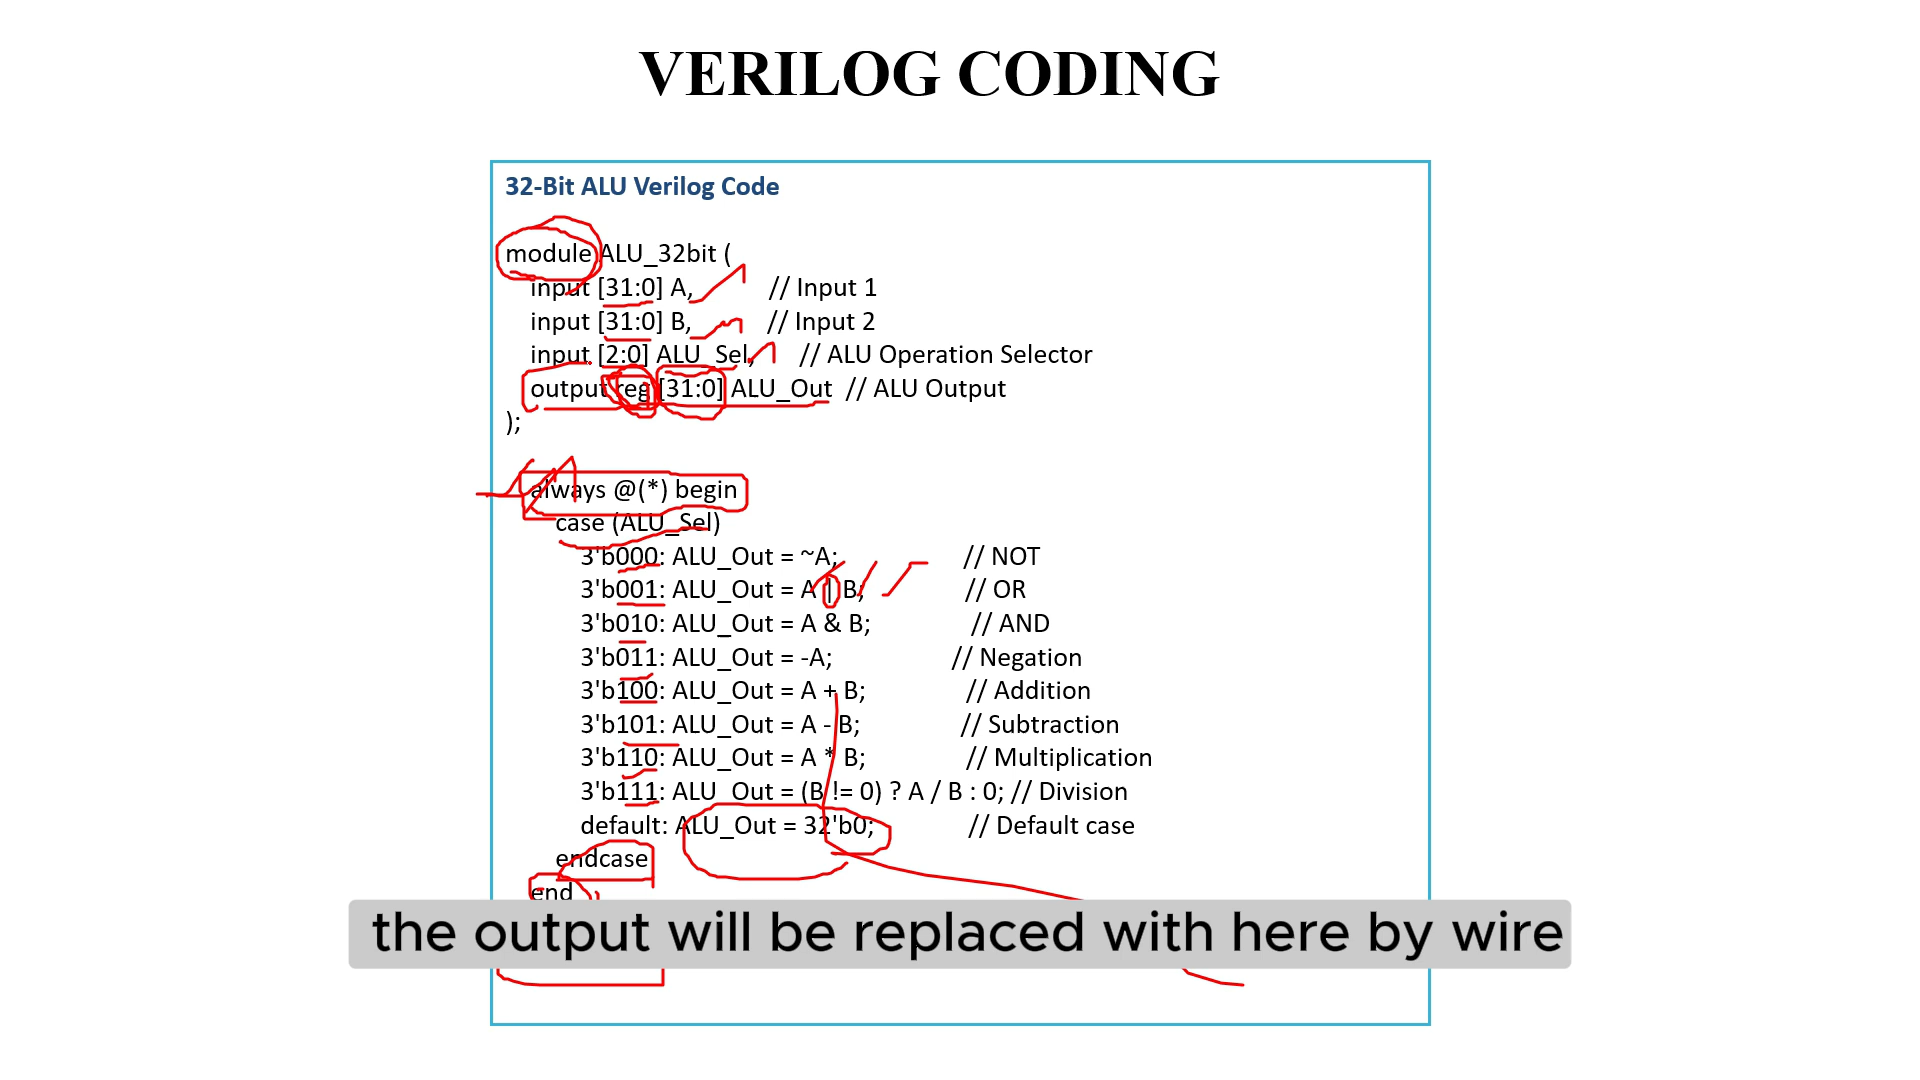 VERILOG CODING
32-Bit ALU Verilog Code
module ALU_32bit (
input [31:0] A, // Input 1
input [31:0] B, // Input 2
input [2:0] ALU_Sel, // ALU Operation Selector
output reg [31:0] ALU_Out // ALU Output
);
always @(*) begin
case (ALU_Sel)
3'b000: ALU_Out = ~A; // NOT
3'b001: ALU_Out = A | B; // OR
3'b010: ALU_Out = A & B; // AND
3'b011: ALU_Out = -A; // Negation
3'b100: ALU_Out = A + B; // Addition
3'b101: ALU_Out = A - B; // Subtraction
3'b110: ALU_Out = A * B; // Multiplication
3'b111: ALU_Out = (B != 0) ? A / B : 0; // Division
default: ALU_Out = 32'b0; // Default case
endcase
end
the output will be replaced with here by wire